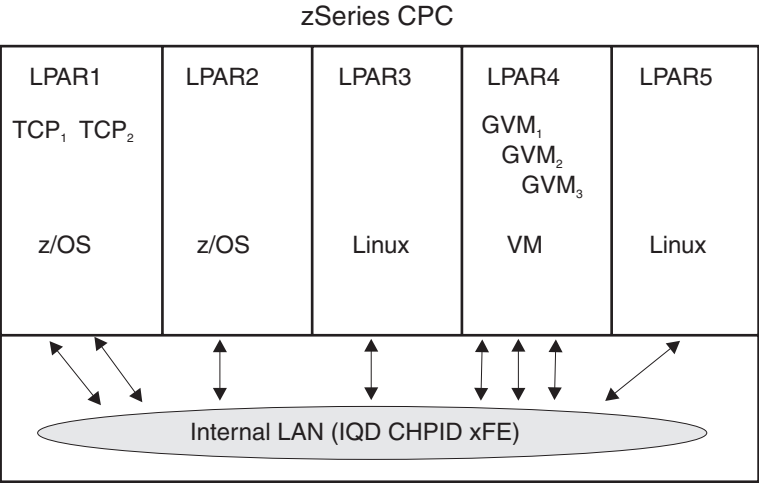 zSeries CPC
LPAR1
LPAR2
LPAR3
LPAR4
LPAR5
TCP₁ TCP₂
GVM₁
GVM₂
GVM₃
z/OS
z/OS
Linux
VM
Linux
Internal LAN (IQD CHPID xFE)